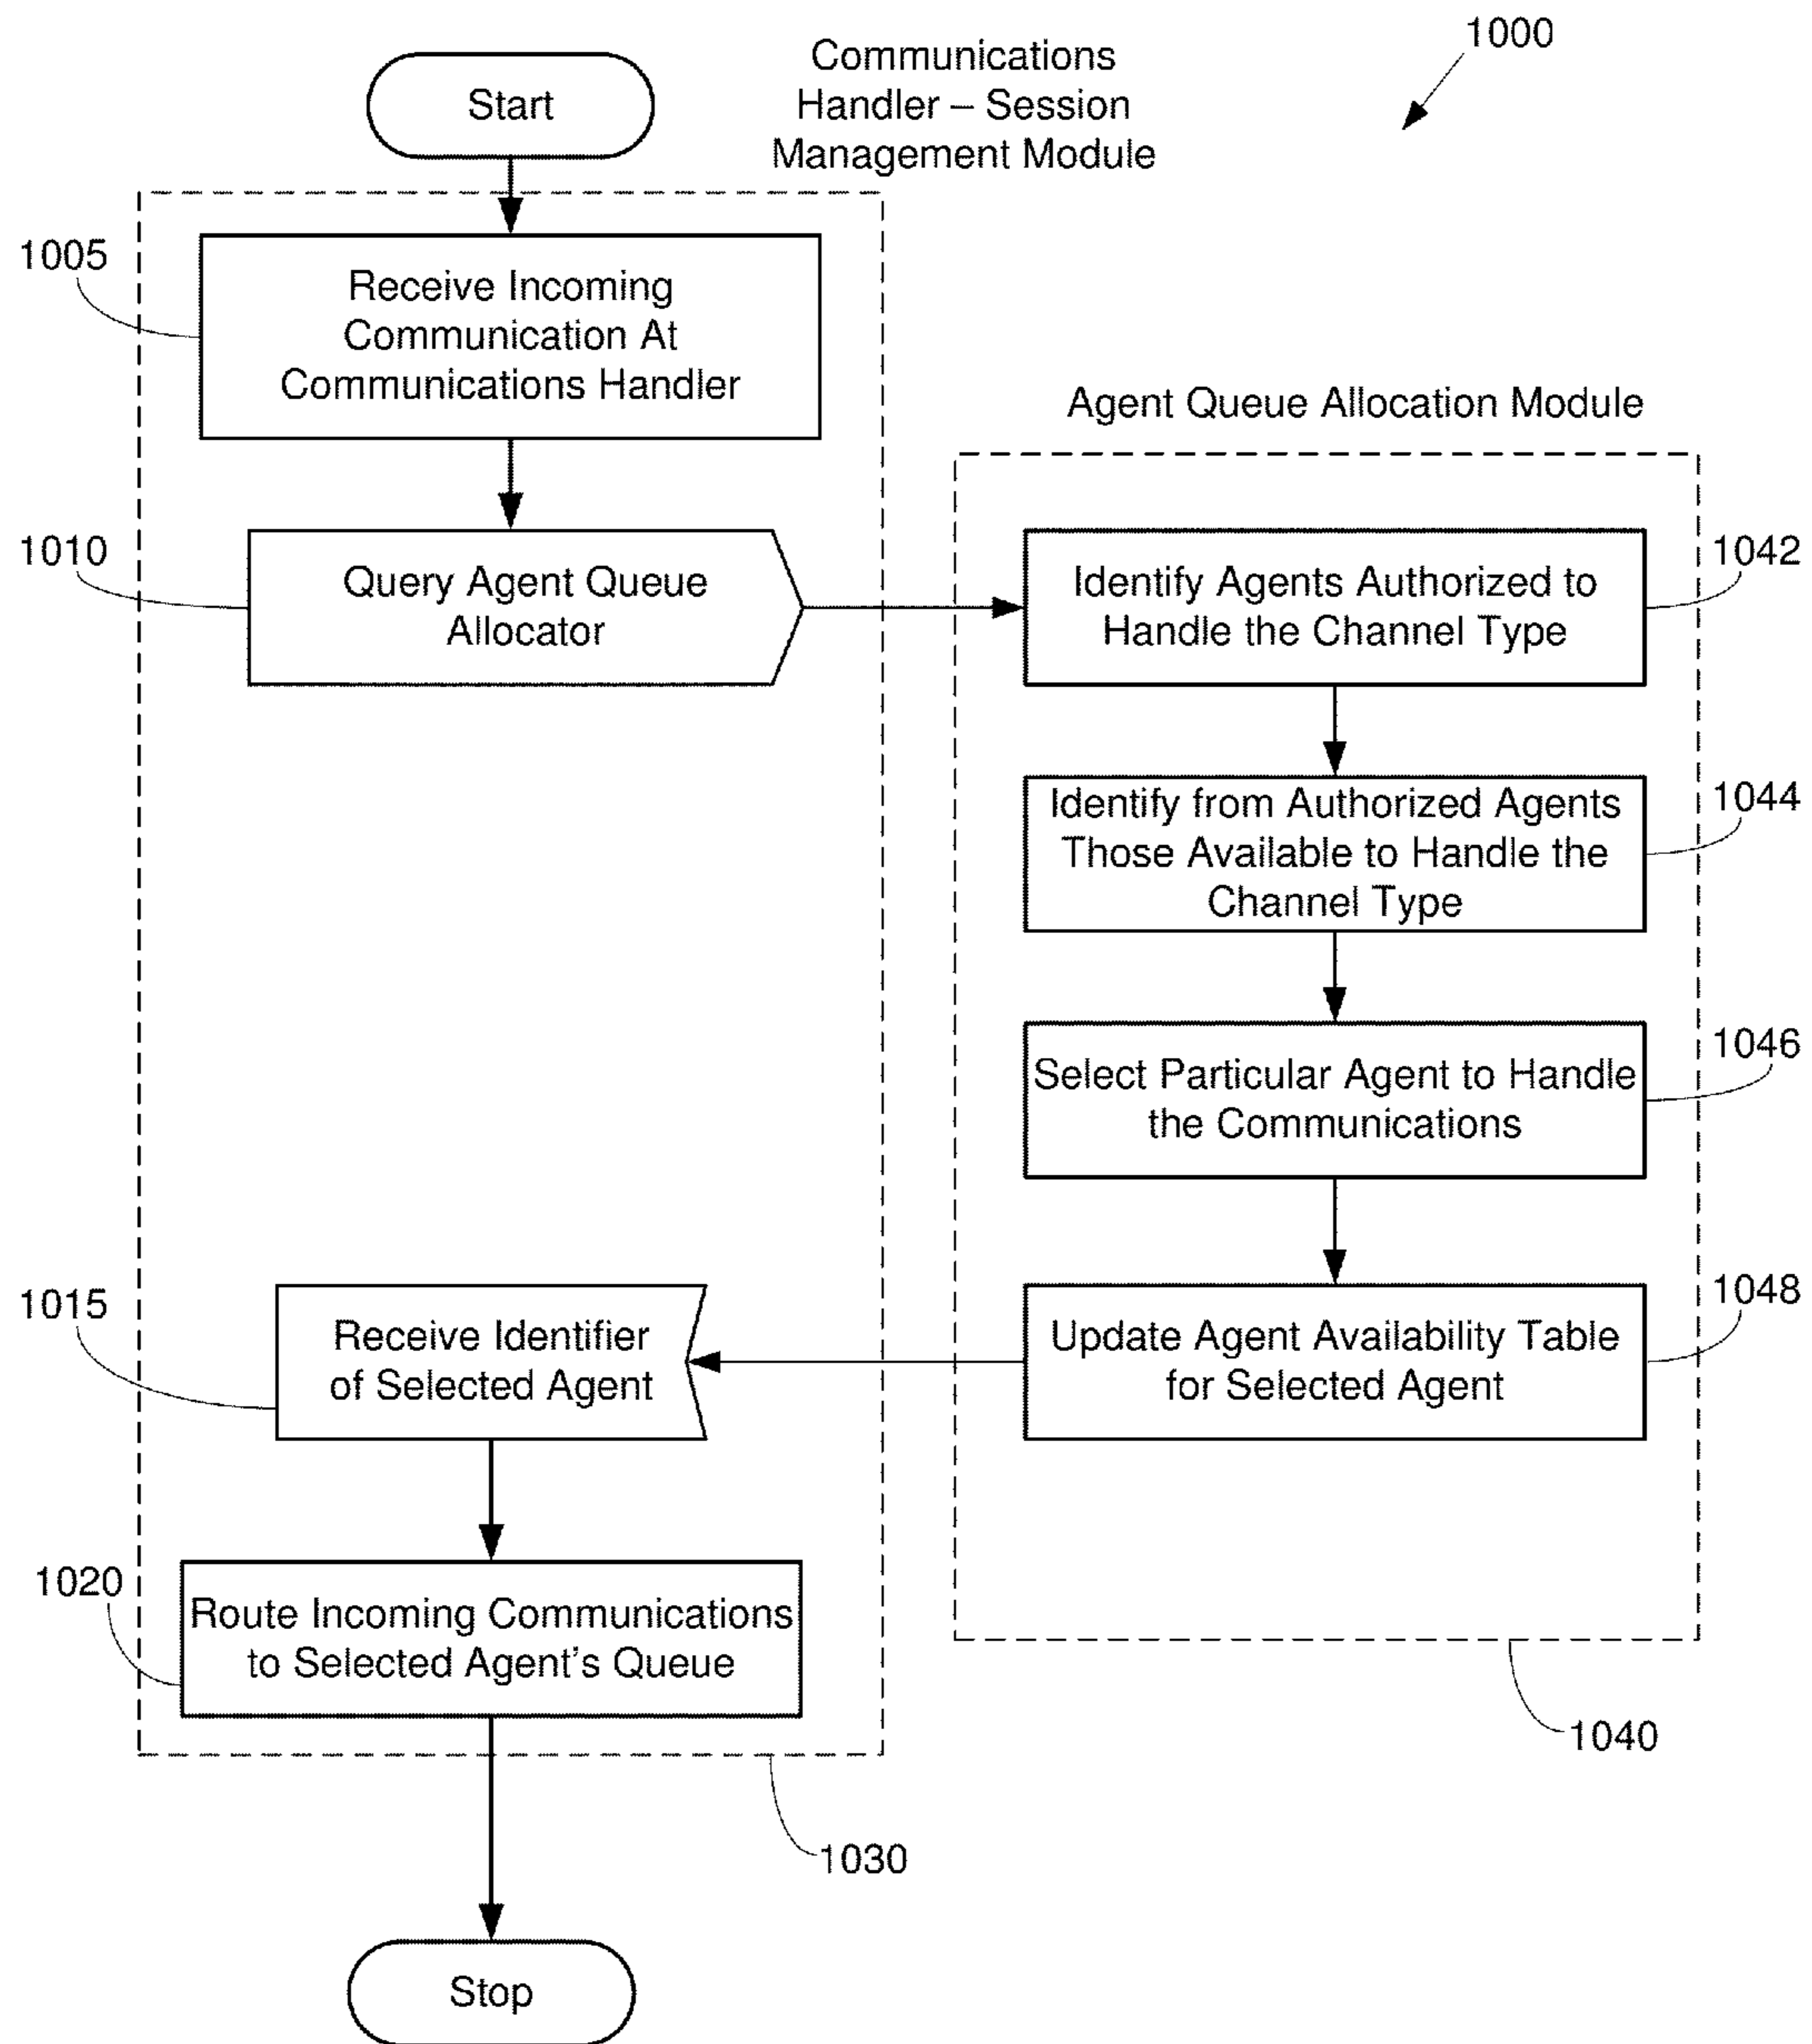 1000
Start
Communications
Handler – Session
Management Module
1005
Receive Incoming
Communication At
Communications Handler
Agent Queue Allocation Module
1010
Query Agent Queue
Allocator
1042
Identify Agents Authorized to
Handle the Channel Type
1044
Identify from Authorized Agents
Those Available to Handle the
Channel Type
1046
Select Particular Agent to Handle
the Communications
1048
Update Agent Availability Table
for Selected Agent
1015
Receive Identifier
of Selected Agent
1020
Route Incoming Communications
to Selected Agent's Queue
1040
1030
Stop